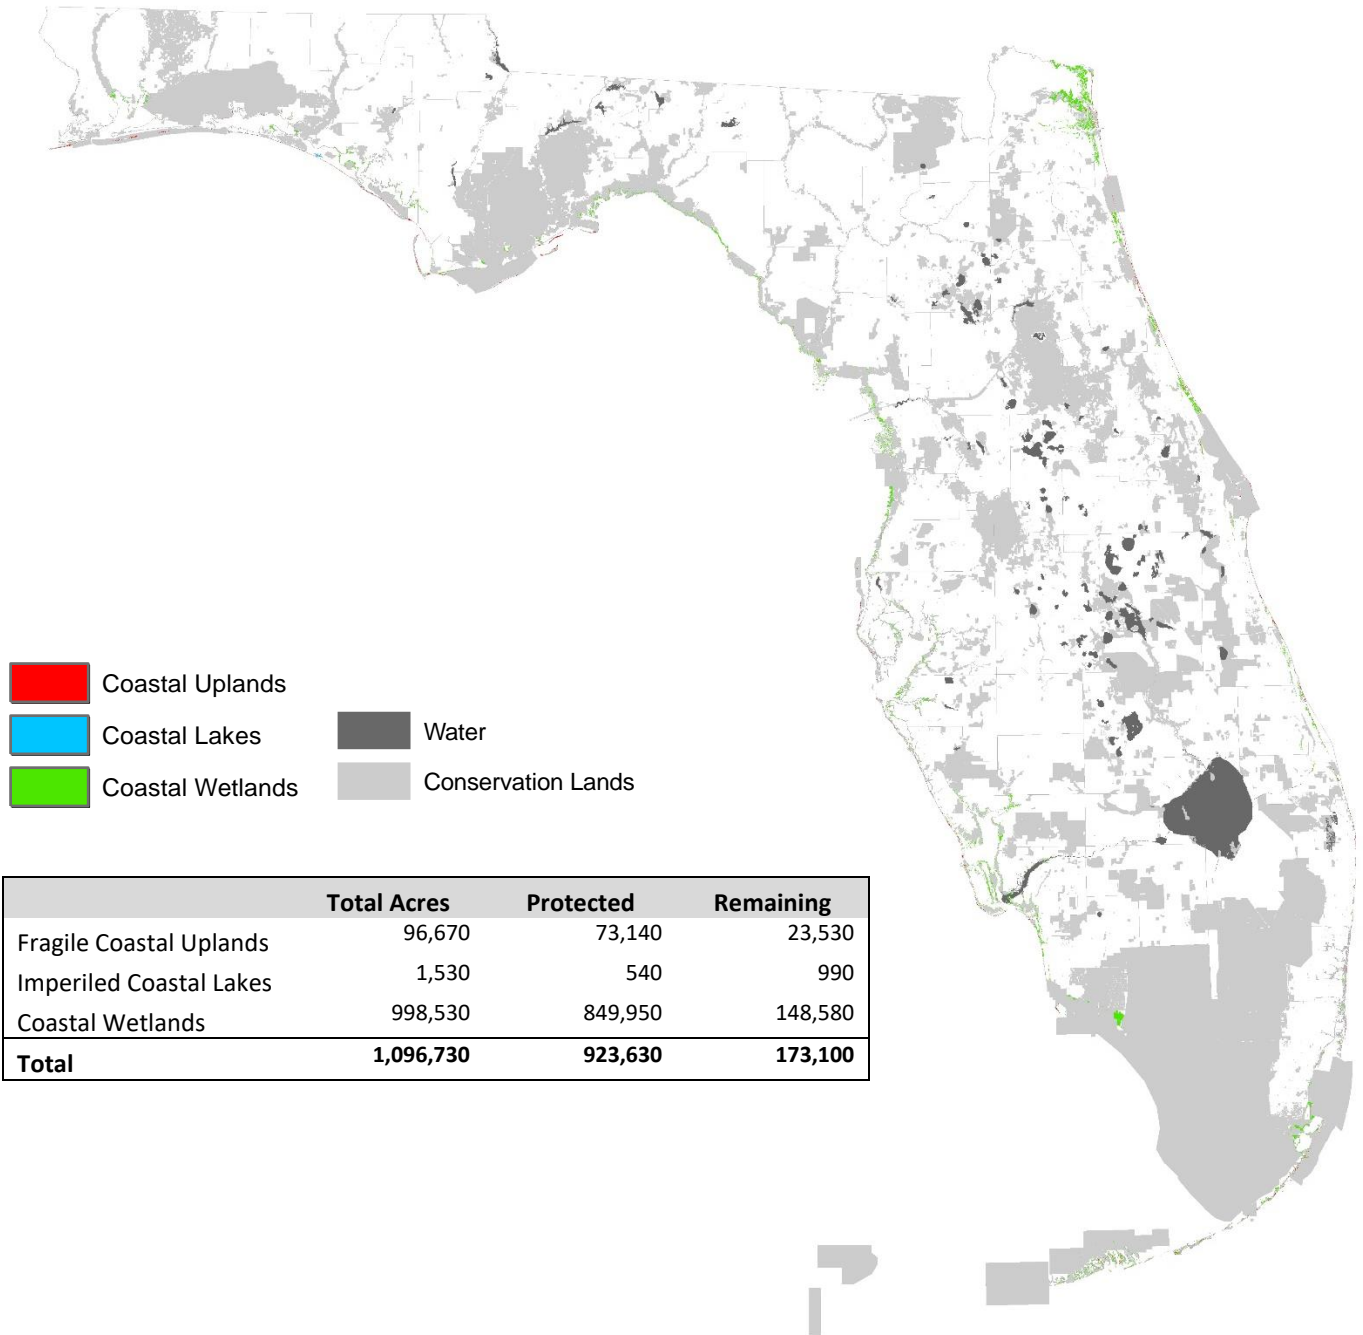 Coastal Uplands
Coastal Lakes
Coastal Wetlands
Water
Conservation Lands
Total Acres Protected Remaining
Fragile Coastal Uplands 96,670 73,140 23,530
Imperiled Coastal Lakes 1,530 540 990
Coastal Wetlands 998,530 849,950 148,580
Total 1,096,730 923,630 173,100